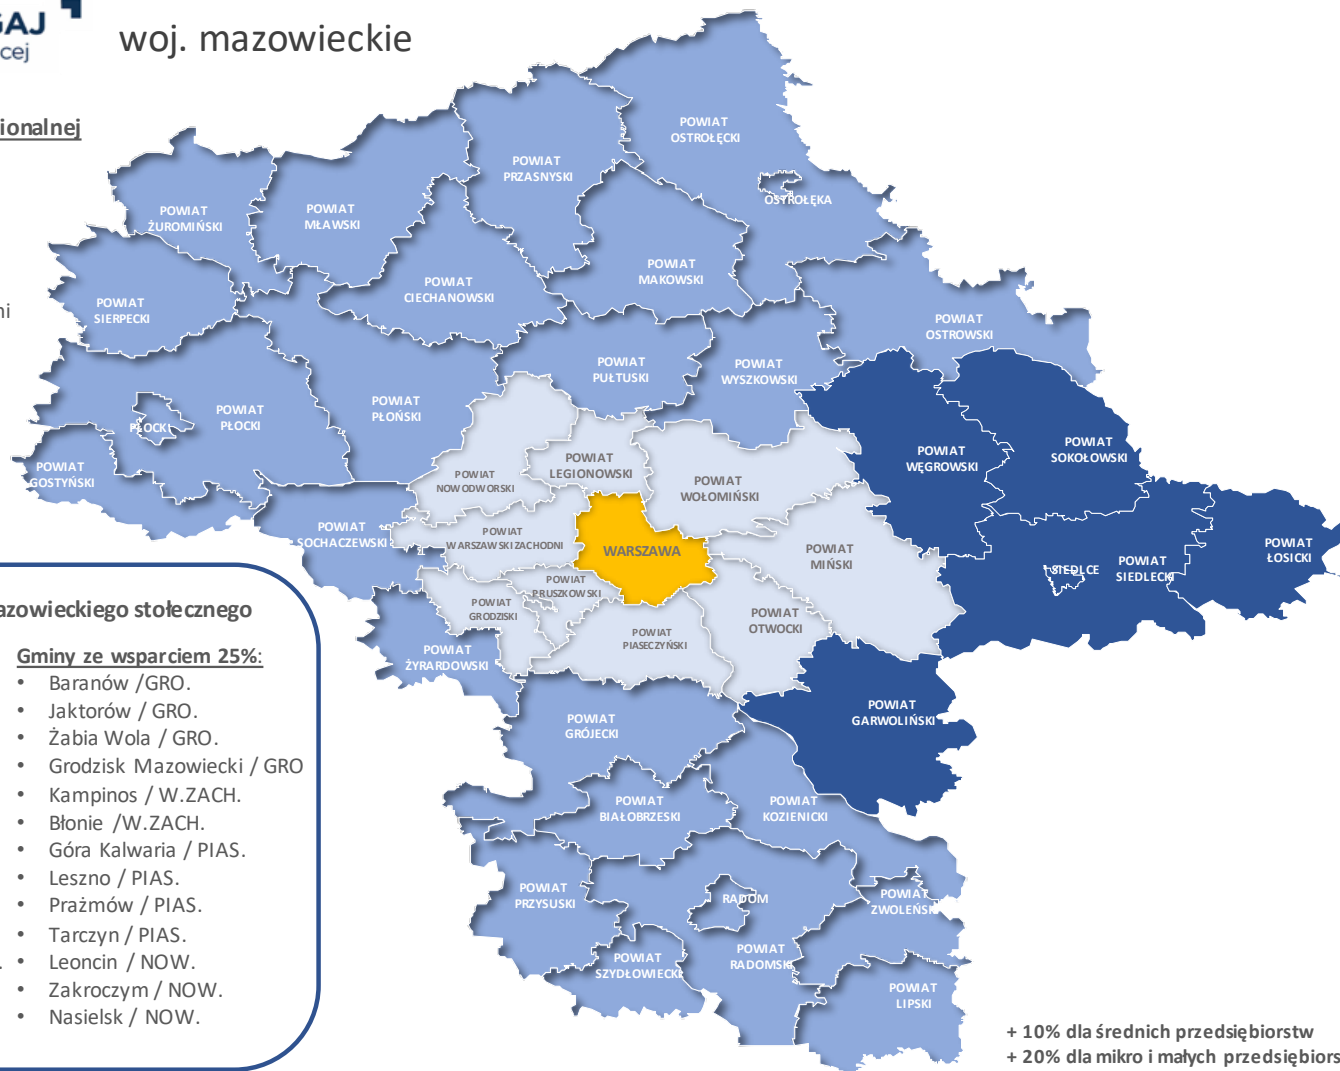 GAJ
cej
woj. mazowieckie
ionalnej
ni
POWIAT
OSTROŁĘCKI
POWIAT
PRZASNYSKI
OSTROŁĘKA
POWIAT
ŻUROMIŃSKI
POWIAT
MŁAWSKI
POWIAT
MAKOWSKI
POWIAT
CIECHANOWSKI
POWIAT
SIERPECKI
POWIAT
OSTROWSKI
POWIAT
PUŁTUSKI
POWIAT
WYSZKOWSKI
POWIAT
PŁOŃSKI
POWIAT
PŁOCKI
PŁOCK
POWIAT
SOKOŁOWSKI
POWIAT
WĘGROWSKI
POWIAT
GOSTYŃSKI
POWIAT
LEGIONOWSKI
POWIAT
NOWODWORSKI
POWIAT
WOŁOMIŃSKI
POWIAT
SOCHACZEWSKI
POWIAT
WARSZAWSKI ZACHODNI
WARSZAWA
POWIAT
MIŃSKI
POWIAT
ŁOSICKI
POWIAT
SIEDLECKI
SIEDLCE
POWIAT
PRUSZKOWSKI
POWIAT
GRODZISKI
POWIAT
OTWOCKI
POWIAT
PIASECZYŃSKI
POWIAT
ŻYRARDOWSKI
POWIAT
GARWOLIŃSKI
POWIAT
GRÓJECKI
POWIAT
BIAŁOBRZESKI
POWIAT
KOZIENICKI
POWIAT
PRZYSUSKI
RADOM
POWIAT
ZWOLEŃSKI
POWIAT
RADOMSKI
POWIAT
SZYDŁOWIECKI
POWIAT
LIPSKI
azowieckiego stołecznego
Gminy ze wsparciem 25%:
• Baranów /GRO.
• Jaktorów / GRO.
• Żabia Wola / GRO.
• Grodzisk Mazowiecki / GRO
• Kampinos / W.ZACH.
• Błonie /W.ZACH.
• Góra Kalwaria / PIAS.
• Leszno / PIAS.
• Prażmów / PIAS.
• Tarczyn / PIAS.
• Leoncin / NOW.
• Zakroczym / NOW.
• Nasielsk / NOW.
+ 10% dla średnich przedsiębiorstw
+ 20% dla mikro i małych przedsiębiors